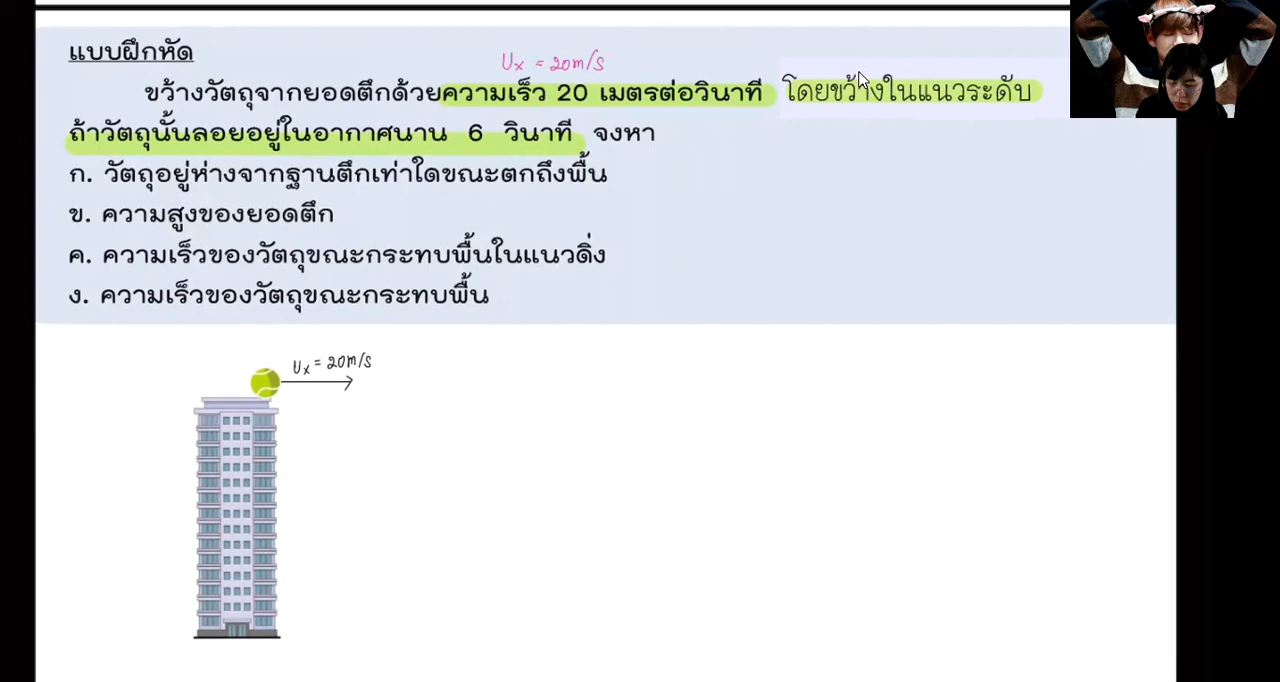 แบบฝึกหัด
Ux = 20m/s
ขว้างวัตถุจากยอดตึกด้วยความเร็ว 20 เมตรต่อวินาที โดยขว้างในแนวระดับ
ถ้าวัตถุนั้นลอยอยู่ในอากาศนาน 6 วินาที จงหา
ก. วัตถุอยู่ห่างจากฐานตึกเท่าใดขณะตกถึงพื้น
ข. ความสูงของยอดตึก
ค. ความเร็วของวัตถุขณะกระทบพื้นในแนวดิ่ง
ง. ความเร็วของวัตถุขณะกระทบพื้น
Ux = 20m/s